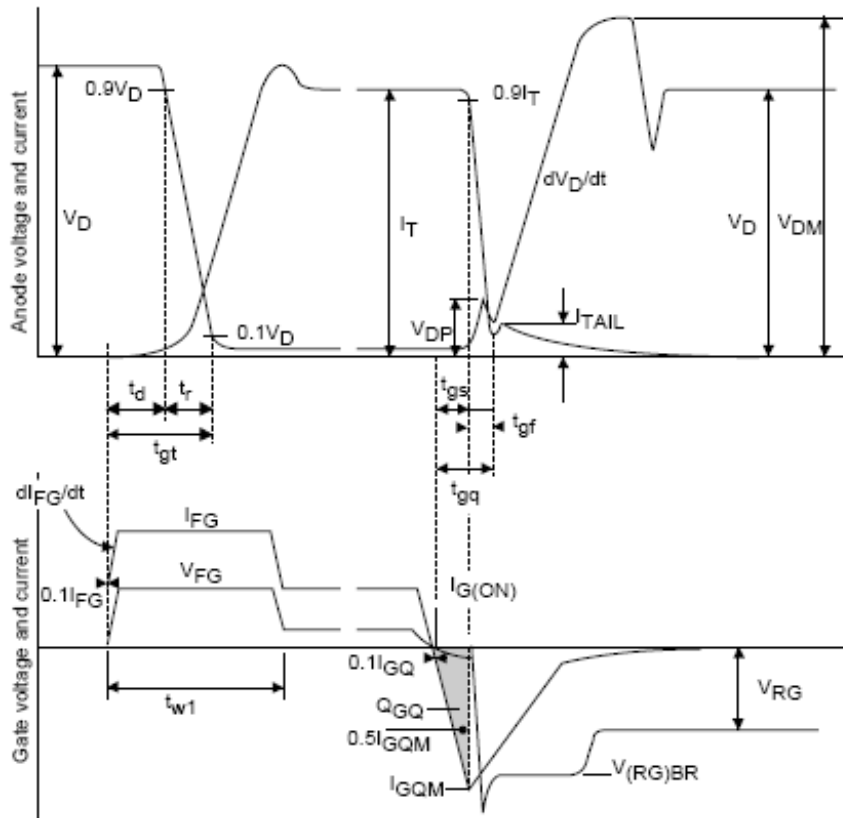 Anode voltage and current
0.9VD
0.9IT
dVD/dt
VD
IT
VD
VDM
VDP
ITAIL
0.1VD
td
tr
tgs
tgf
tgt
tgq
Gate voltage and current
dIFG/dt
IFG
VFG
0.1IFG
IG(ON)
0.1IGQ
tw1
QGQ
VRG
0.5IGQM
V(RG)BR
IGQM